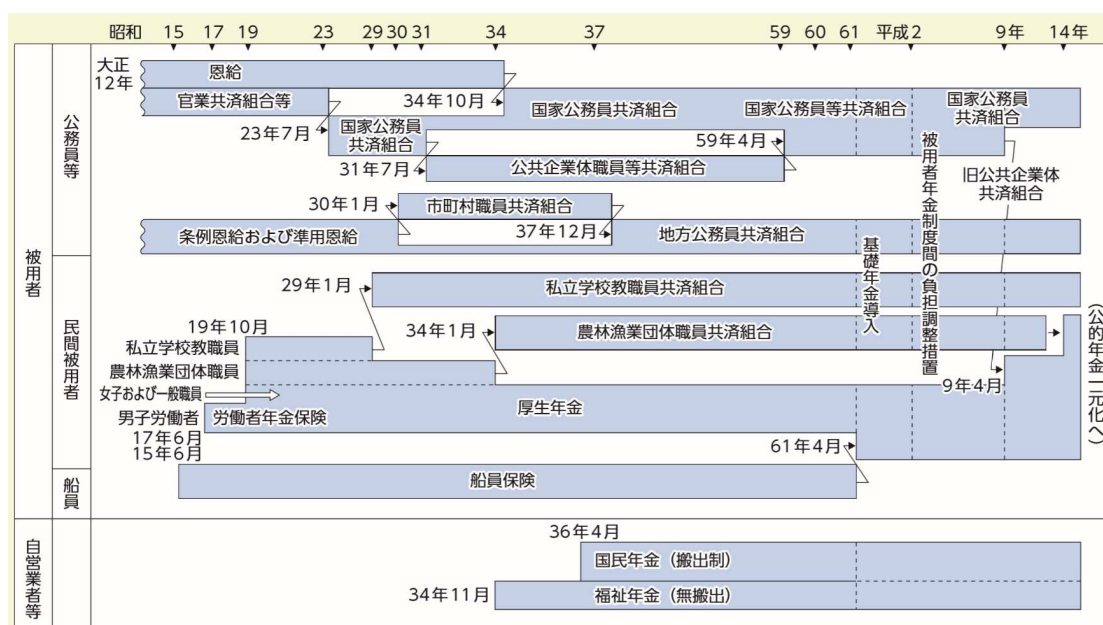 昭和 15 17 19 23 29 30 31 34 37 59 60 61 平成2 9年 14年
被用者
公務員等
大正
12年
恩給
官業共済組合等
34年10月
国家公務員共済組合
国家公務員等共済組合
国家公務員
共済組合
23年7月
国家公務員
共済組合
59年4月
31年7月
公共企業体職員等共済組合
旧公共企業体
共済組合
30年1月
市町村職員共済組合
37年12月
条例恩給および準用恩給
地方公務員共済組合
基礎年金導入
被用者年金制度間の負担調整措置
民間被用者
29年1月
私立学校教職員共済組合
19年10月
34年1月
農林漁業団体職員共済組合
私立学校教職員
農林漁業団体職員
女子および一般職員
9年4月
(公的年金一元化へ)
男子労働者
労働者年金保険
厚生年金
17年6月
15年6月
61年4月
船員
船員保険
自営業者等
36年4月
国民年金(搬出制)
34年11月
福祉年金(無搬出)